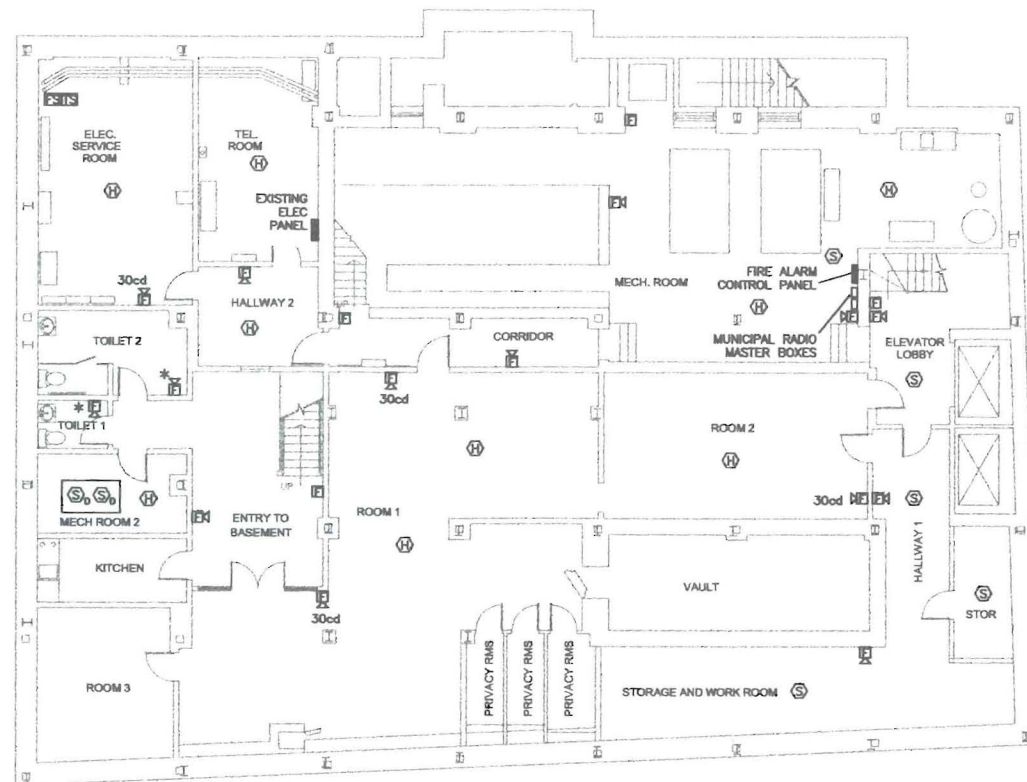 ELEC.
SERVICE
ROOM
H
TEL.
ROOM
H
EXISTING
ELEC
PANEL
F
F
H
S
MECH. ROOM
H
FIRE ALARM
CONTROL PANEL
MUNICIPAL RADIO
MASTER BOXES
F
F
F
30cd
F
F
HALLWAY 2
H
UP
F
CORRIDOR
F
ELEVATOR
LOBBY
S
TOILET 2
*
F
F
30cd
*
F
TOILET 1
H
ROOM 2
H
S D S D
H
MECH ROOM 2
UP
F
F
ENTRY TO
BASEMENT
ROOM 1
H
30cd
F
F
S
HALLWAY 1
KITCHEN
VAULT
S
STOR
F
30cd
ROOM 3
PRIVACY RMS
PRIVACY RMS
PRIVACY RMS
F
STORAGE AND WORK ROOM
S